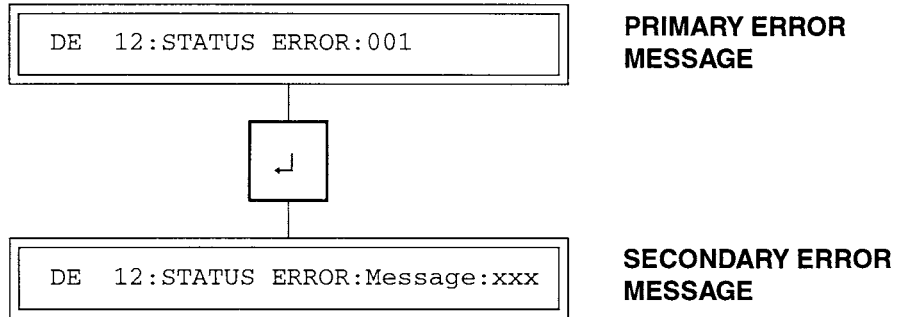 DE 12:STATUS ERROR:001
PRIMARY ERROR
MESSAGE
↵
DE 12:STATUS ERROR:Message:xxx
SECONDARY ERROR
MESSAGE